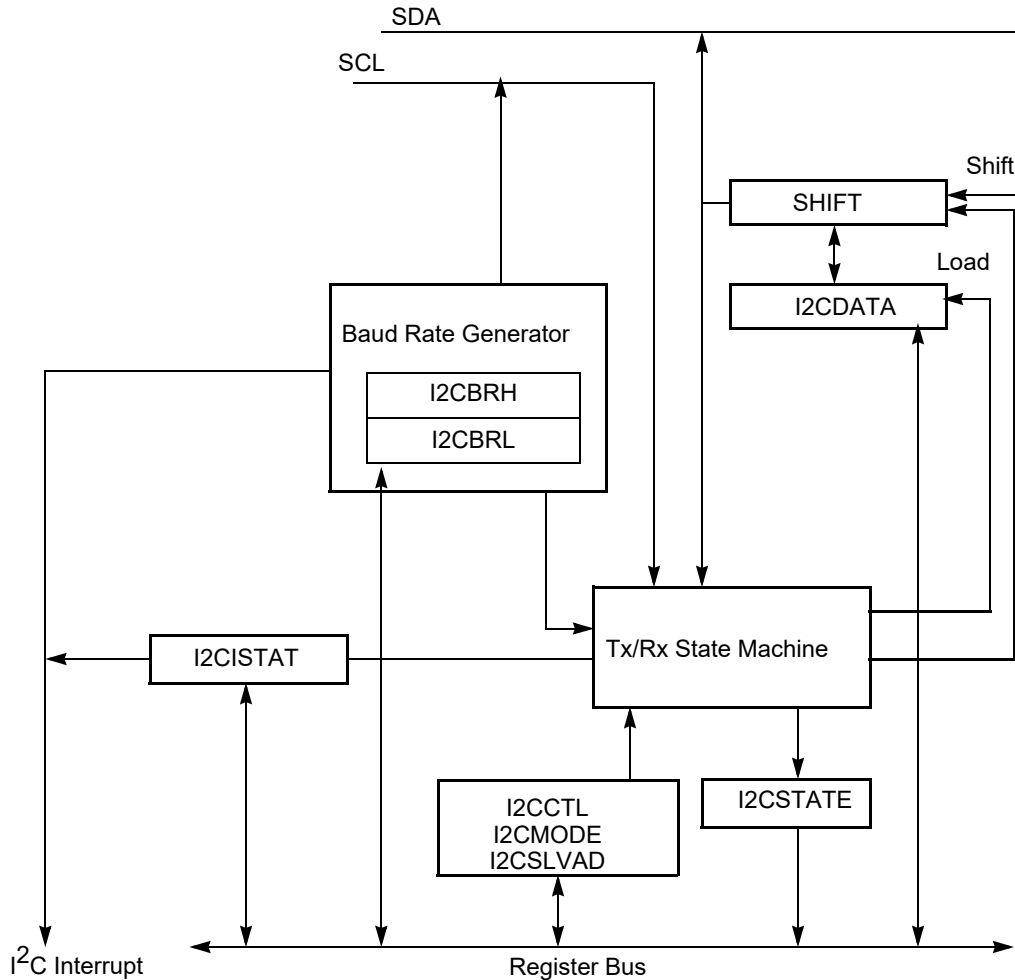 SDA
SCL
Shift
SHIFT
Load
I2CDATA
Baud Rate Generator
I2CBRH
I2CBRL
Tx/Rx State Machine
I2CISTAT
I2CCTL
I2CMODE
I2CSLVAD
I2CSTATE
I²C Interrupt
Register Bus